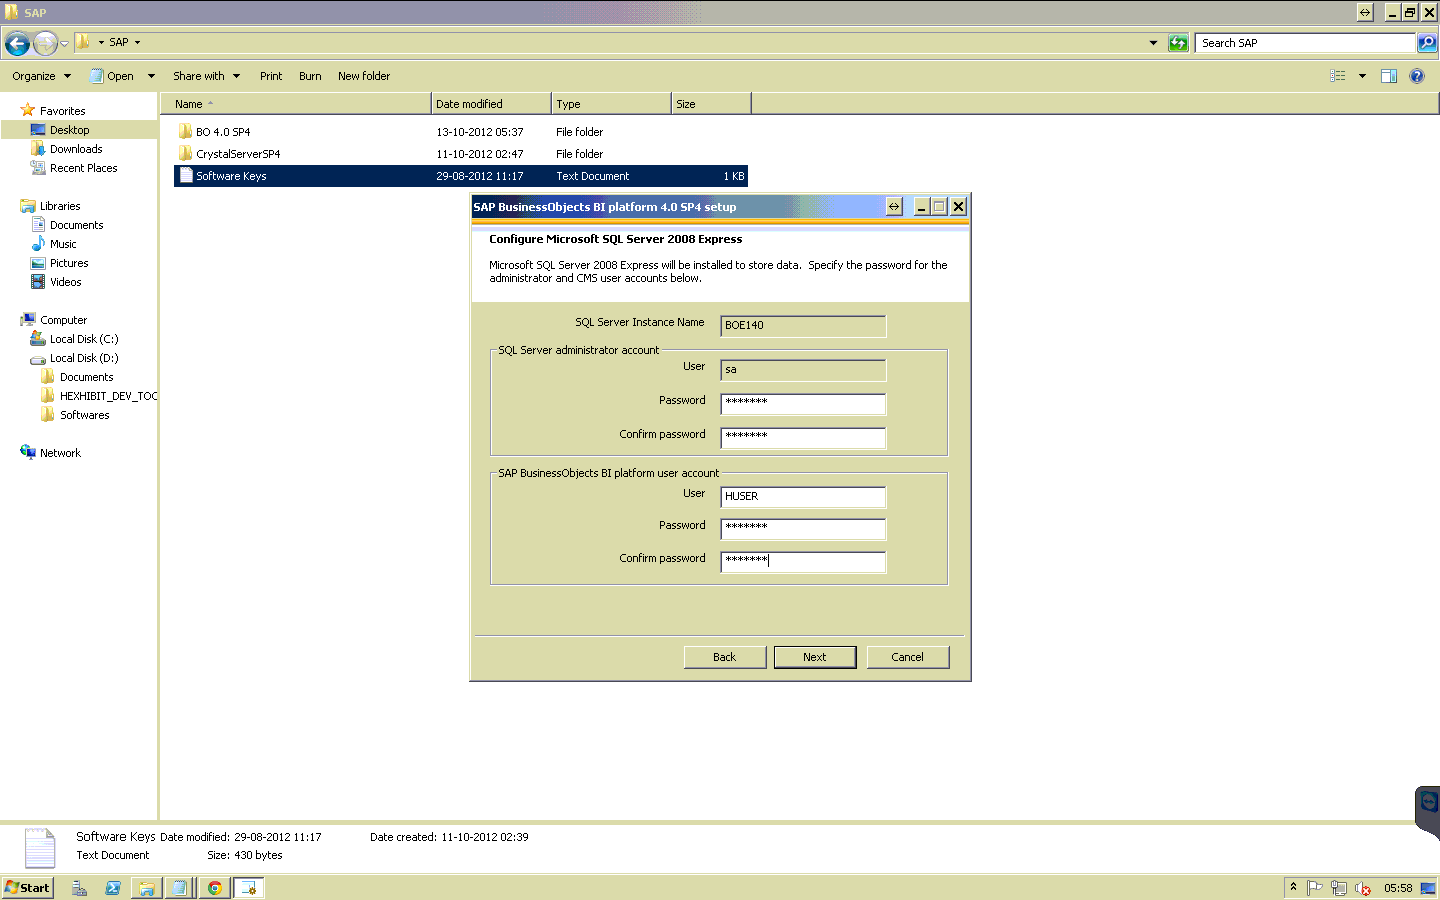 SAP
SAP
Search SAP
Organize Open Share with Print Burn New folder
Favorites
Desktop
Downloads
Recent Places
Libraries
Documents
Music
Pictures
Videos
Computer
Local Disk (C:)
Local Disk (D:)
Documents
HEXHIBIT_DEV_TOO
Softwares
Network
Name Date modified Type Size
BO 4.0 SP4 13-10-2012 05:37 File folder
CrystalServerSP4 11-10-2012 02:47 File folder
Software Keys 29-08-2012 11:17 Text Document 1 KB
SAP BusinessObjects BI platform 4.0 SP4 setup
Configure Microsoft SQL Server 2008 Express
Microsoft SQL Server 2008 Express will be installed to store data. Specify the password for the
administrator and CMS user accounts below.
SQL Server Instance Name BOE140
SQL Server administrator account
User sa
Password *******
Confirm password *******
SAP BusinessObjects BI platform user account
User HUSER
Password *******
Confirm password *******
Back Next Cancel
Software Keys Date modified: 29-08-2012 11:17 Date created: 11-10-2012 02:39
Text Document Size: 430 bytes
Start 05:58